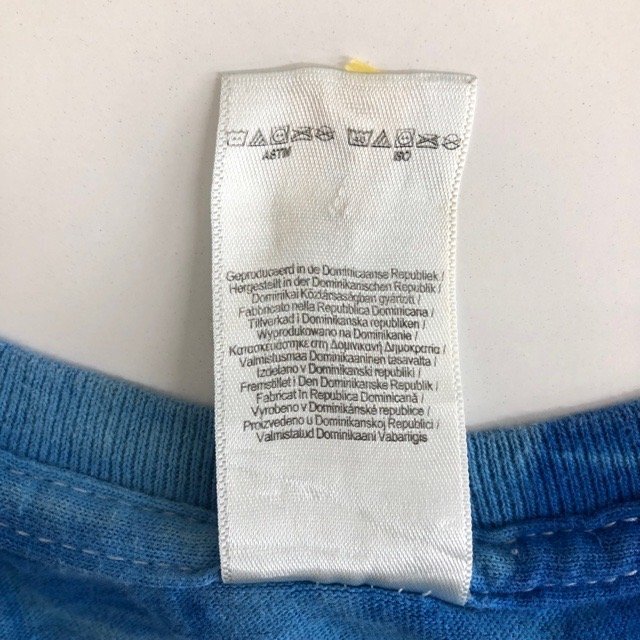 ASTM ISO
Geproduceerd in de Dominicaanse Republiek /
Hergestellt in der Dominikanischen Republik /
Dominikai Köztársaságban gyártott /
Fabbricato nella Repubblica Dominicana /
Tillverkad i Dominikanska republiken /
Wyprodukowano na Dominikanie /
Κατασκευάστηκε στη Δομινικανή Δημοκρατία /
Valmistusmaa Dominikaaninen tasavalta /
Izdelano v Dominikanski republiki /
Fremstillet i Den Dominikanske Republik /
Fabricat în Republica Dominicană /
Vyrobeno v Dominikánské republice /
Proizvedeno u Dominikanskoj Republici /
Valmistatud Dominikaani Vabariigis